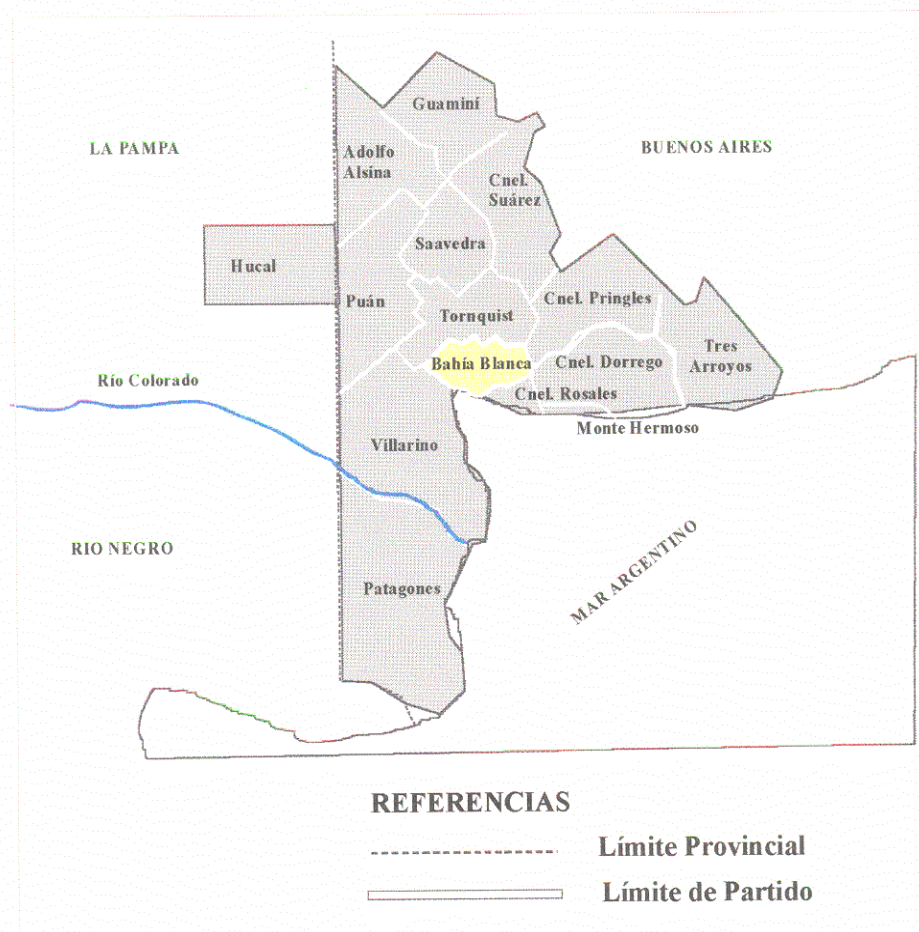 Guaminí
LA PAMPA
BUENOS AIRES
Adolfo
Alsina
Cnel.
Suárez
Saavedra
Hucal
Puán
Cnel. Pringles
Tornquist
Tres
Arroyos
Bahía Blanca
Cnel. Dorrego
Río Colorado
Cnel. Rosales
Monte Hermoso
Villarino
RIO NEGRO
MAR ARGENTINO
Patagones
REFERENCIAS
Límite Provincial
Límite de Partido